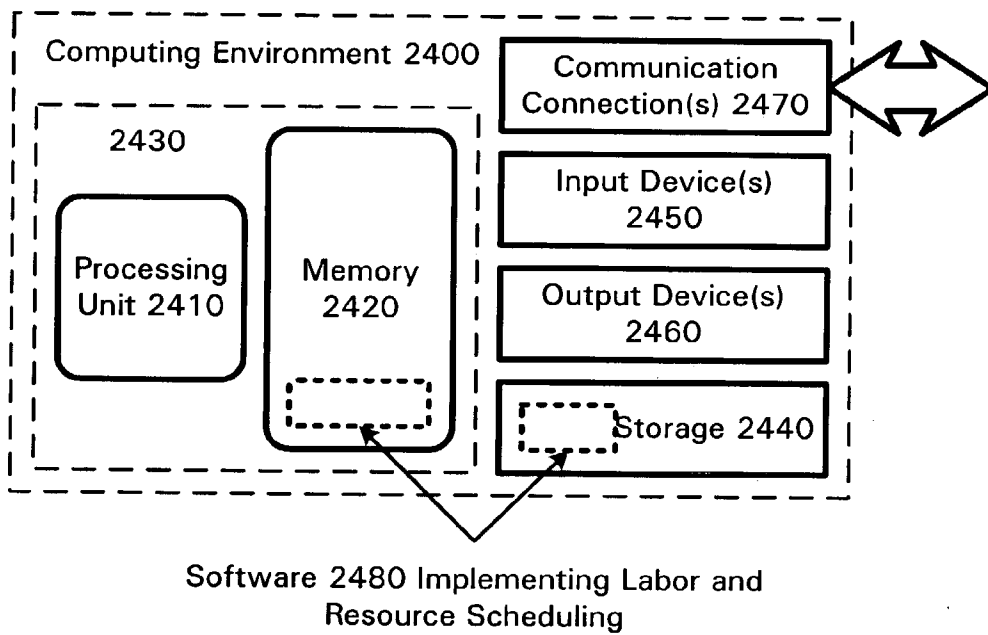 Computing Environment 2400
2430
Processing
Unit 2410
Memory
2420
Communication
Connection(s) 2470
Input Device(s)
2450
Output Device(s)
2460
Storage 2440
Software 2480 Implementing Labor and
Resource Scheduling